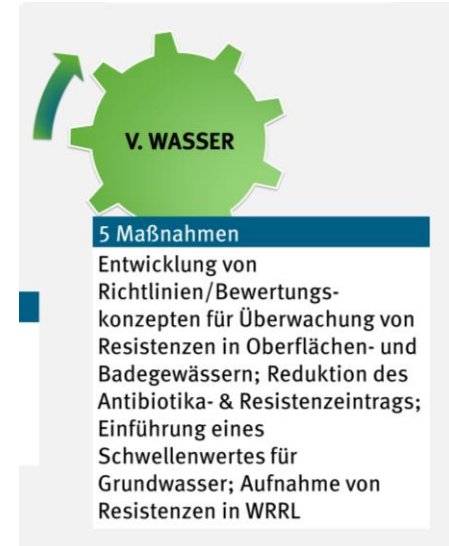 V. WASSER
5 Maßnahmen
Entwicklung von
Richtlinien/Bewertungs-
konzepten für Überwachung von
Resistenzen in Oberflächen- und
Badegewässern; Reduktion des
Antibiotika- & Resistenzeintrags;
Einführung eines
Schwellenwertes für
Grundwasser; Aufnahme von
Resistenzen in WRRL